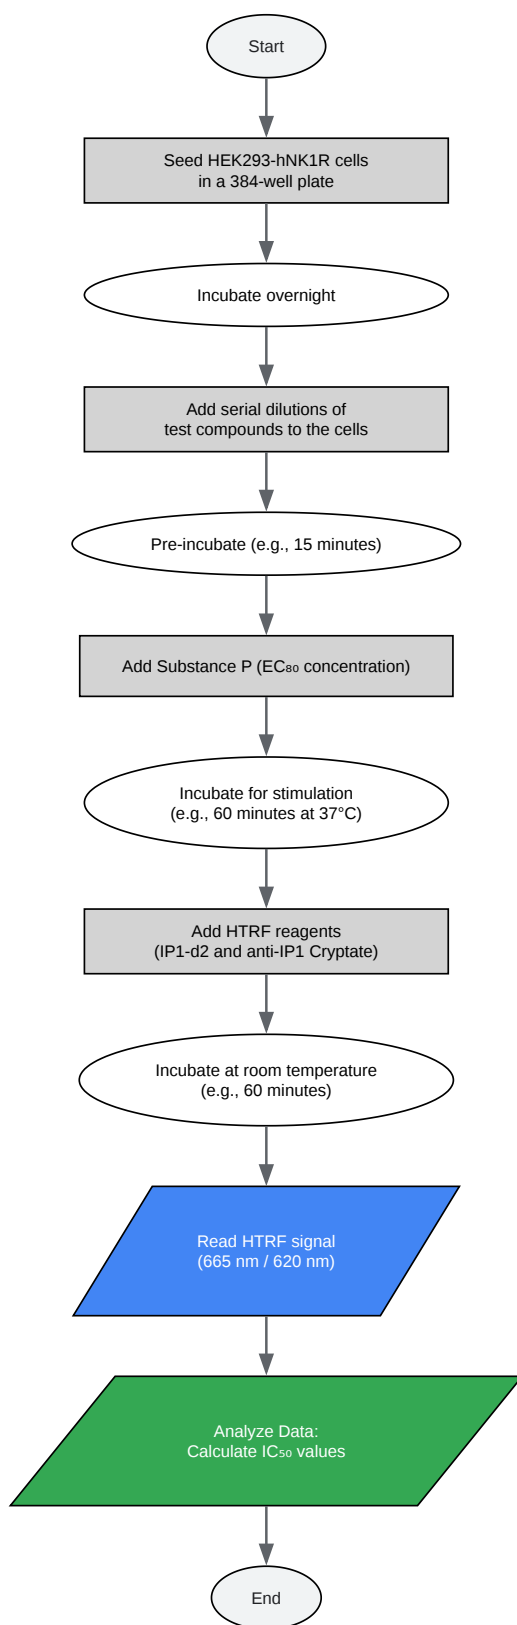 Start
Seed HEK293-hNK1R cells
in a 384-well plate
Incubate overnight
Add serial dilutions of
test compounds to the cells
Pre-incubate (e.g., 15 minutes)
Add Substance P (EC₈₀ concentration)
Incubate for stimulation
(e.g., 60 minutes at 37°C)
Add HTRF reagents
(IP1-d2 and anti-IP1 Cryptate)
Incubate at room temperature
(e.g., 60 minutes)
Read HTRF signal
(665 nm / 620 nm)
Analyze Data:
Calculate IC₅₀ values
End